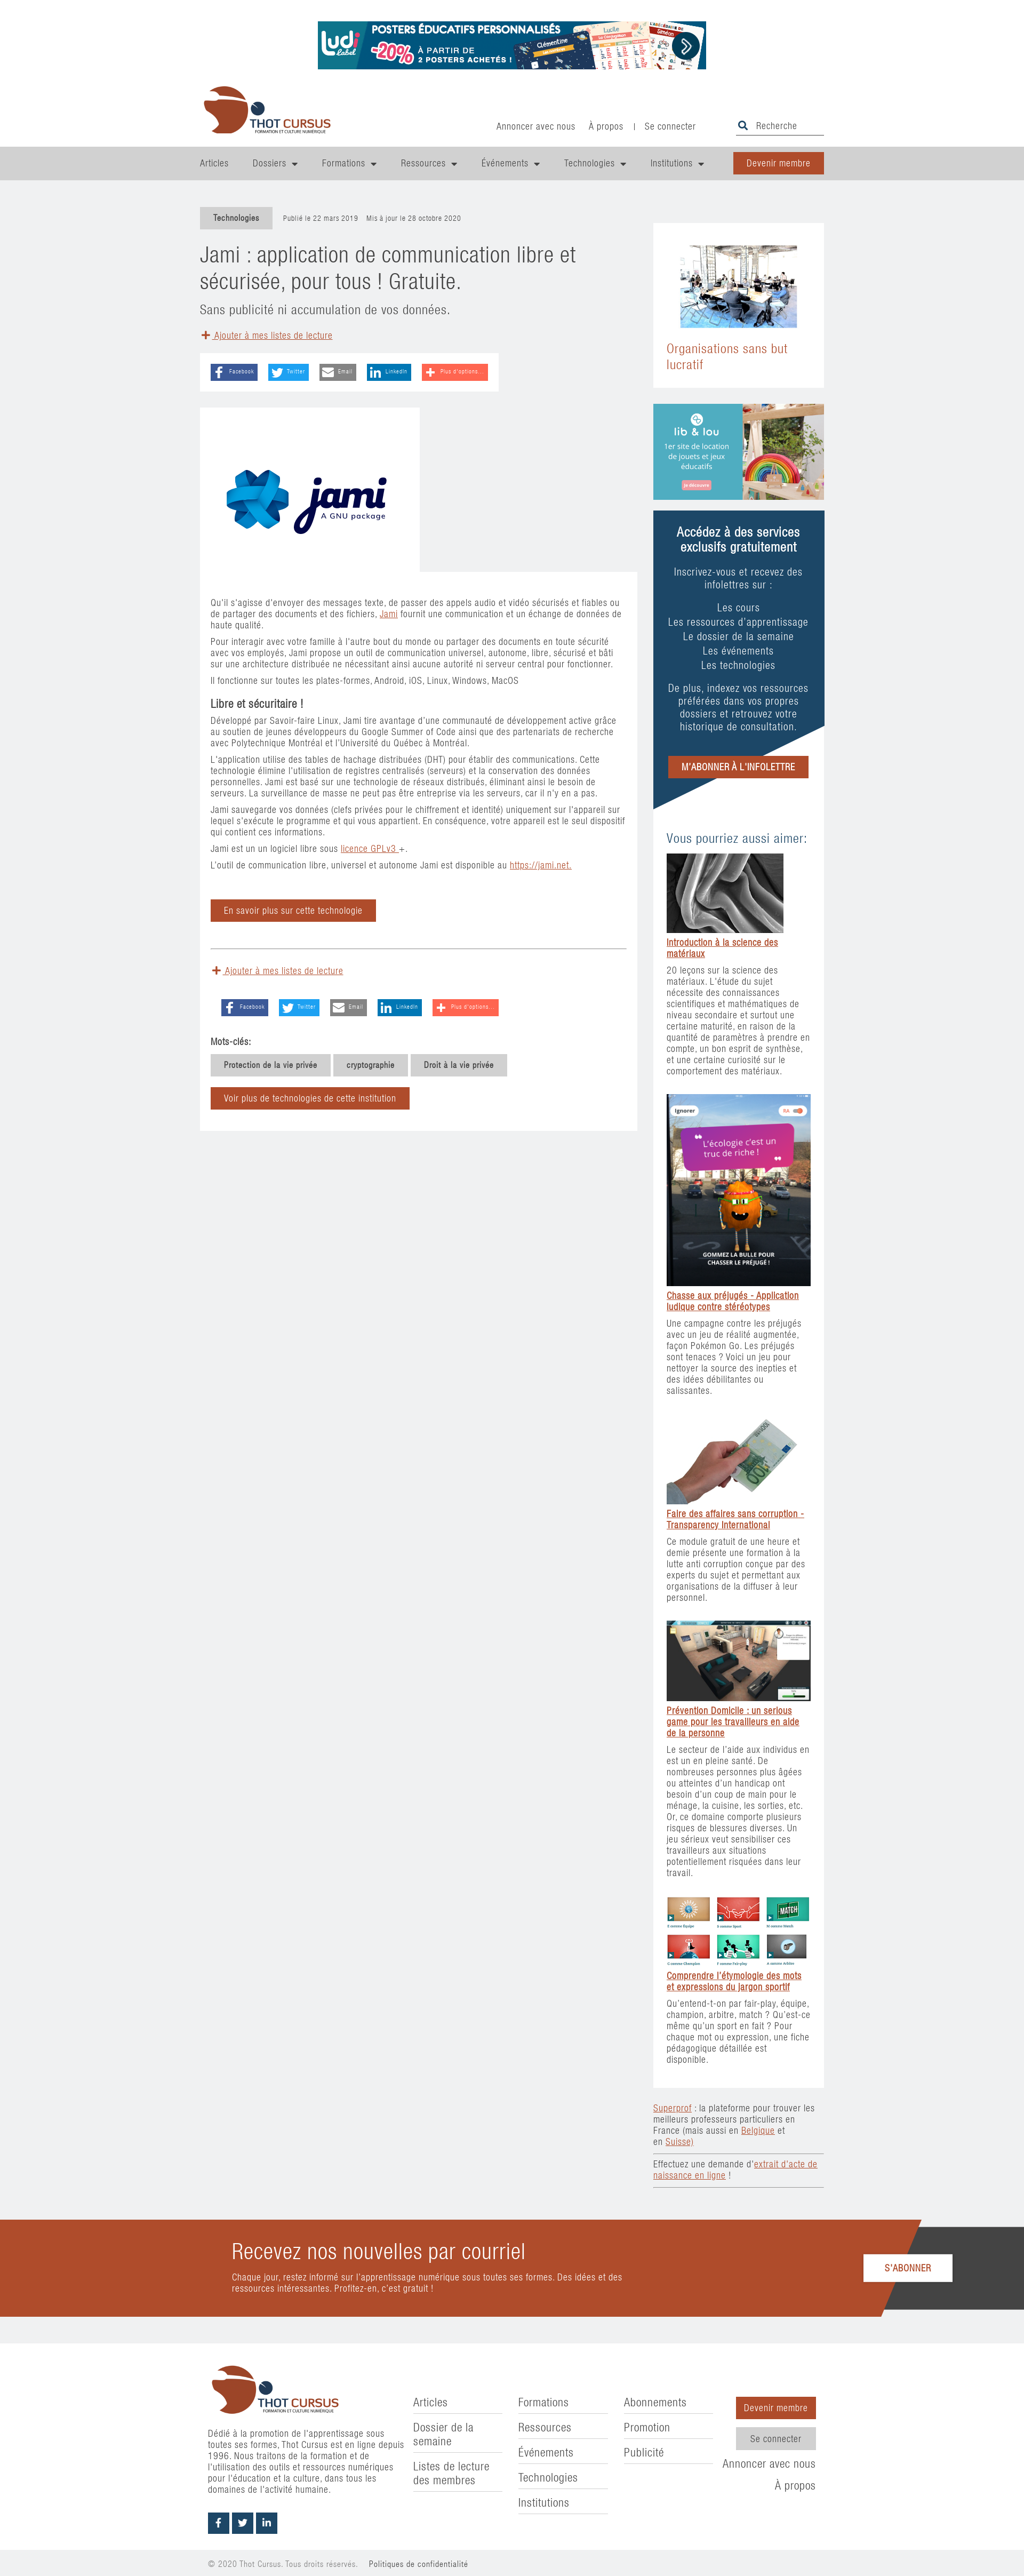 Ludi
label
POSTERS ÉDUCATIFS PERSONNALISÉS
-20% À PARTIR DE
2 POSTERS ACHETÉS !
THOT CURSUS
FORMATION ET CULTURE NUMÉRIQUE
Annoncer avec nous À propos | Se connecter Recherche
Articles Dossiers Formations Ressources Événements Technologies Institutions Devenir membre
Technologies Publié le 22 mars 2019 Mis à jour le 28 octobre 2020
Jami : application de communication libre et
sécurisée, pour tous ! Gratuite.
Sans publicité ni accumulation de vos données.
Ajouter à mes listes de lecture
Facebook Twitter Email LinkedIn Plus d'options...
jami
A GNU package
Qu'il s'agisse d'envoyer des messages texte, de passer des appels audio et vidéo sécurisés et fiables ou
de partager des documents et des fichiers, Jami fournit une communication et un échange de données de
haute qualité.
Pour interagir avec votre famille à l'autre bout du monde ou partager des documents en toute sécurité
avec vos employés, Jami propose un outil de communication universel, autonome, libre, sécurisé et bâti
sur une architecture distribuée ne nécessitant ainsi aucune autorité ni serveur central pour fonctionner.
Il fonctionne sur toutes les plates-formes, Android, iOS, Linux, Windows, MacOS
Libre et sécuritaire !
Développé par Savoir-faire Linux, Jami tire avantage d'une communauté de développement active grâce
au soutien de jeunes développeurs du Google Summer of Code ainsi que des partenariats de recherche
avec Polytechnique Montréal et l'Université du Québec à Montréal.
L'application utilise des tables de hachage distribuées (DHT) pour établir des communications. Cette
technologie élimine l'utilisation de registres centralisés (serveurs) et la conservation des données
personnelles. Jami est basé sur une technologie de réseaux distribués, éliminant ainsi le besoin de
serveurs. La surveillance de masse ne peut pas être entreprise via les serveurs, car il n'y en a pas.
Jami sauvegarde vos données (clefs privées pour le chiffrement et identité) uniquement sur l'appareil sur
lequel s'exécute le programme et qui vous appartient. En conséquence, votre appareil est le seul dispositif
qui contient ces informations.
Jami est un un logiciel libre sous licence GPLv3 +.
L'outil de communication libre, universel et autonome Jami est disponible au https://jami.net.
En savoir plus sur cette technologie
Ajouter à mes listes de lecture
Facebook Twitter Email LinkedIn Plus d'options...
Mots-clés:
Protection de la vie privée cryptographie Droit à la vie privée
Voir plus de technologies de cette institution
Organisations sans but
lucratif
lib & lou
1er site de location
de jouets et jeux
éducatifs
Je découvre
Accédez à des services
exclusifs gratuitement
Inscrivez-vous et recevez des
infolettres sur :
Les cours
Les ressources d'apprentissage
Le dossier de la semaine
Les événements
Les technologies
De plus, indexez vos ressources
préférées dans vos propres
dossiers et retrouvez votre
historique de consultation.
M'ABONNER À L'INFOLETTRE
Vous pourriez aussi aimer:
Introduction à la science des
matériaux
20 leçons sur la science des
matériaux. L'étude du sujet
nécessite des connaissances
scientifiques et mathématiques de
niveau secondaire et surtout une
certaine maturité, en raison de la
quantité de paramètres à prendre en
compte, un bon esprit de synthèse,
et une certaine curiosité sur le
comportement des matériaux.
Ignorer RA
L'écologie c'est un
truc de riche !
GOMMEZ LA BULLE POUR
CHASSER LE PRÉJUGÉ !
Chasse aux préjugés - Application
ludique contre stéréotypes
Une campagne contre les préjugés
avec un jeu de réalité augmentée,
façon Pokémon Go. Les préjugés
sont tenaces ? Voici un jeu pour
nettoyer la source des inepties et
des idées débilitantes ou
salissantes.
100
Faire des affaires sans corruption -
Transparency International
Ce module gratuit de une heure et
demie présente une formation à la
lutte anti corruption conçue par des
experts du sujet et permettant aux
organisations de la diffuser à leur
personnel.
Prévention Domicile : un serious
game pour les travailleurs en aide
de la personne
Le secteur de l'aide aux individus en
est un en pleine santé. De
nombreuses personnes plus âgées
ou atteintes d'un handicap ont
besoin d'un coup de main pour le
ménage, la cuisine, les sorties, etc.
Or, ce domaine comporte plusieurs
risques de blessures diverses. Un
jeu sérieux veut sensibiliser ces
travailleurs aux situations
potentiellement risquées dans leur
travail.
MATCH
Comprendre l'étymologie des mots
et expressions du jargon sportif
Qu'entend-t-on par fair-play, équipe,
champion, arbitre, match ? Qu'est-ce
même qu'un sport en fait ? Pour
chaque mot ou expression, une fiche
pédagogique détaillée est
disponible.
Superprof : la plateforme pour trouver les
meilleurs professeurs particuliers en
France (mais aussi en Belgique et
en Suisse)
Effectuez une demande d'extrait d'acte de
naissance en ligne !
Recevez nos nouvelles par courriel
Chaque jour, restez informé sur l'apprentissage numérique sous toutes ses formes. Des idées et des
ressources intéressantes. Profitez-en, c'est gratuit !
S'ABONNER
THOT CURSUS
FORMATION ET CULTURE NUMÉRIQUE
Dédié à la promotion de l'apprentissage sous
toutes ses formes, Thot Cursus est en ligne depuis
1996. Nous traitons de la formation et de
l'utilisation des outils et ressources numériques
pour l'éducation et la culture, dans tous les
domaines de l'activité humaine.
Articles
Dossier de la
semaine
Listes de lecture
des membres
Formations
Ressources
Événements
Technologies
Institutions
Abonnements
Promotion
Publicité
Devenir membre
Se connecter
Annoncer avec nous
À propos
© 2020 Thot Cursus. Tous droits réservés. Politiques de confidentialité